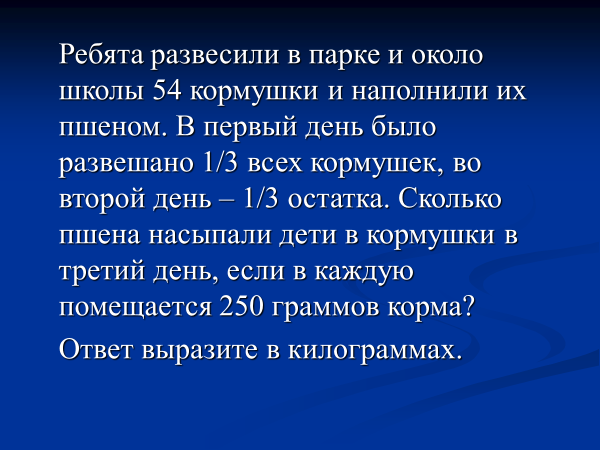 Ребята развесили в парке и около
школы 54 кормушки и наполнили их
пшеном. В первый день было
развешано 1/3 всех кормушек, во
второй день – 1/3 остатка. Сколько
пшена насыпали дети в кормушки в
третий день, если в каждую
помещается 250 граммов корма?
Ответ выразите в килограммах.